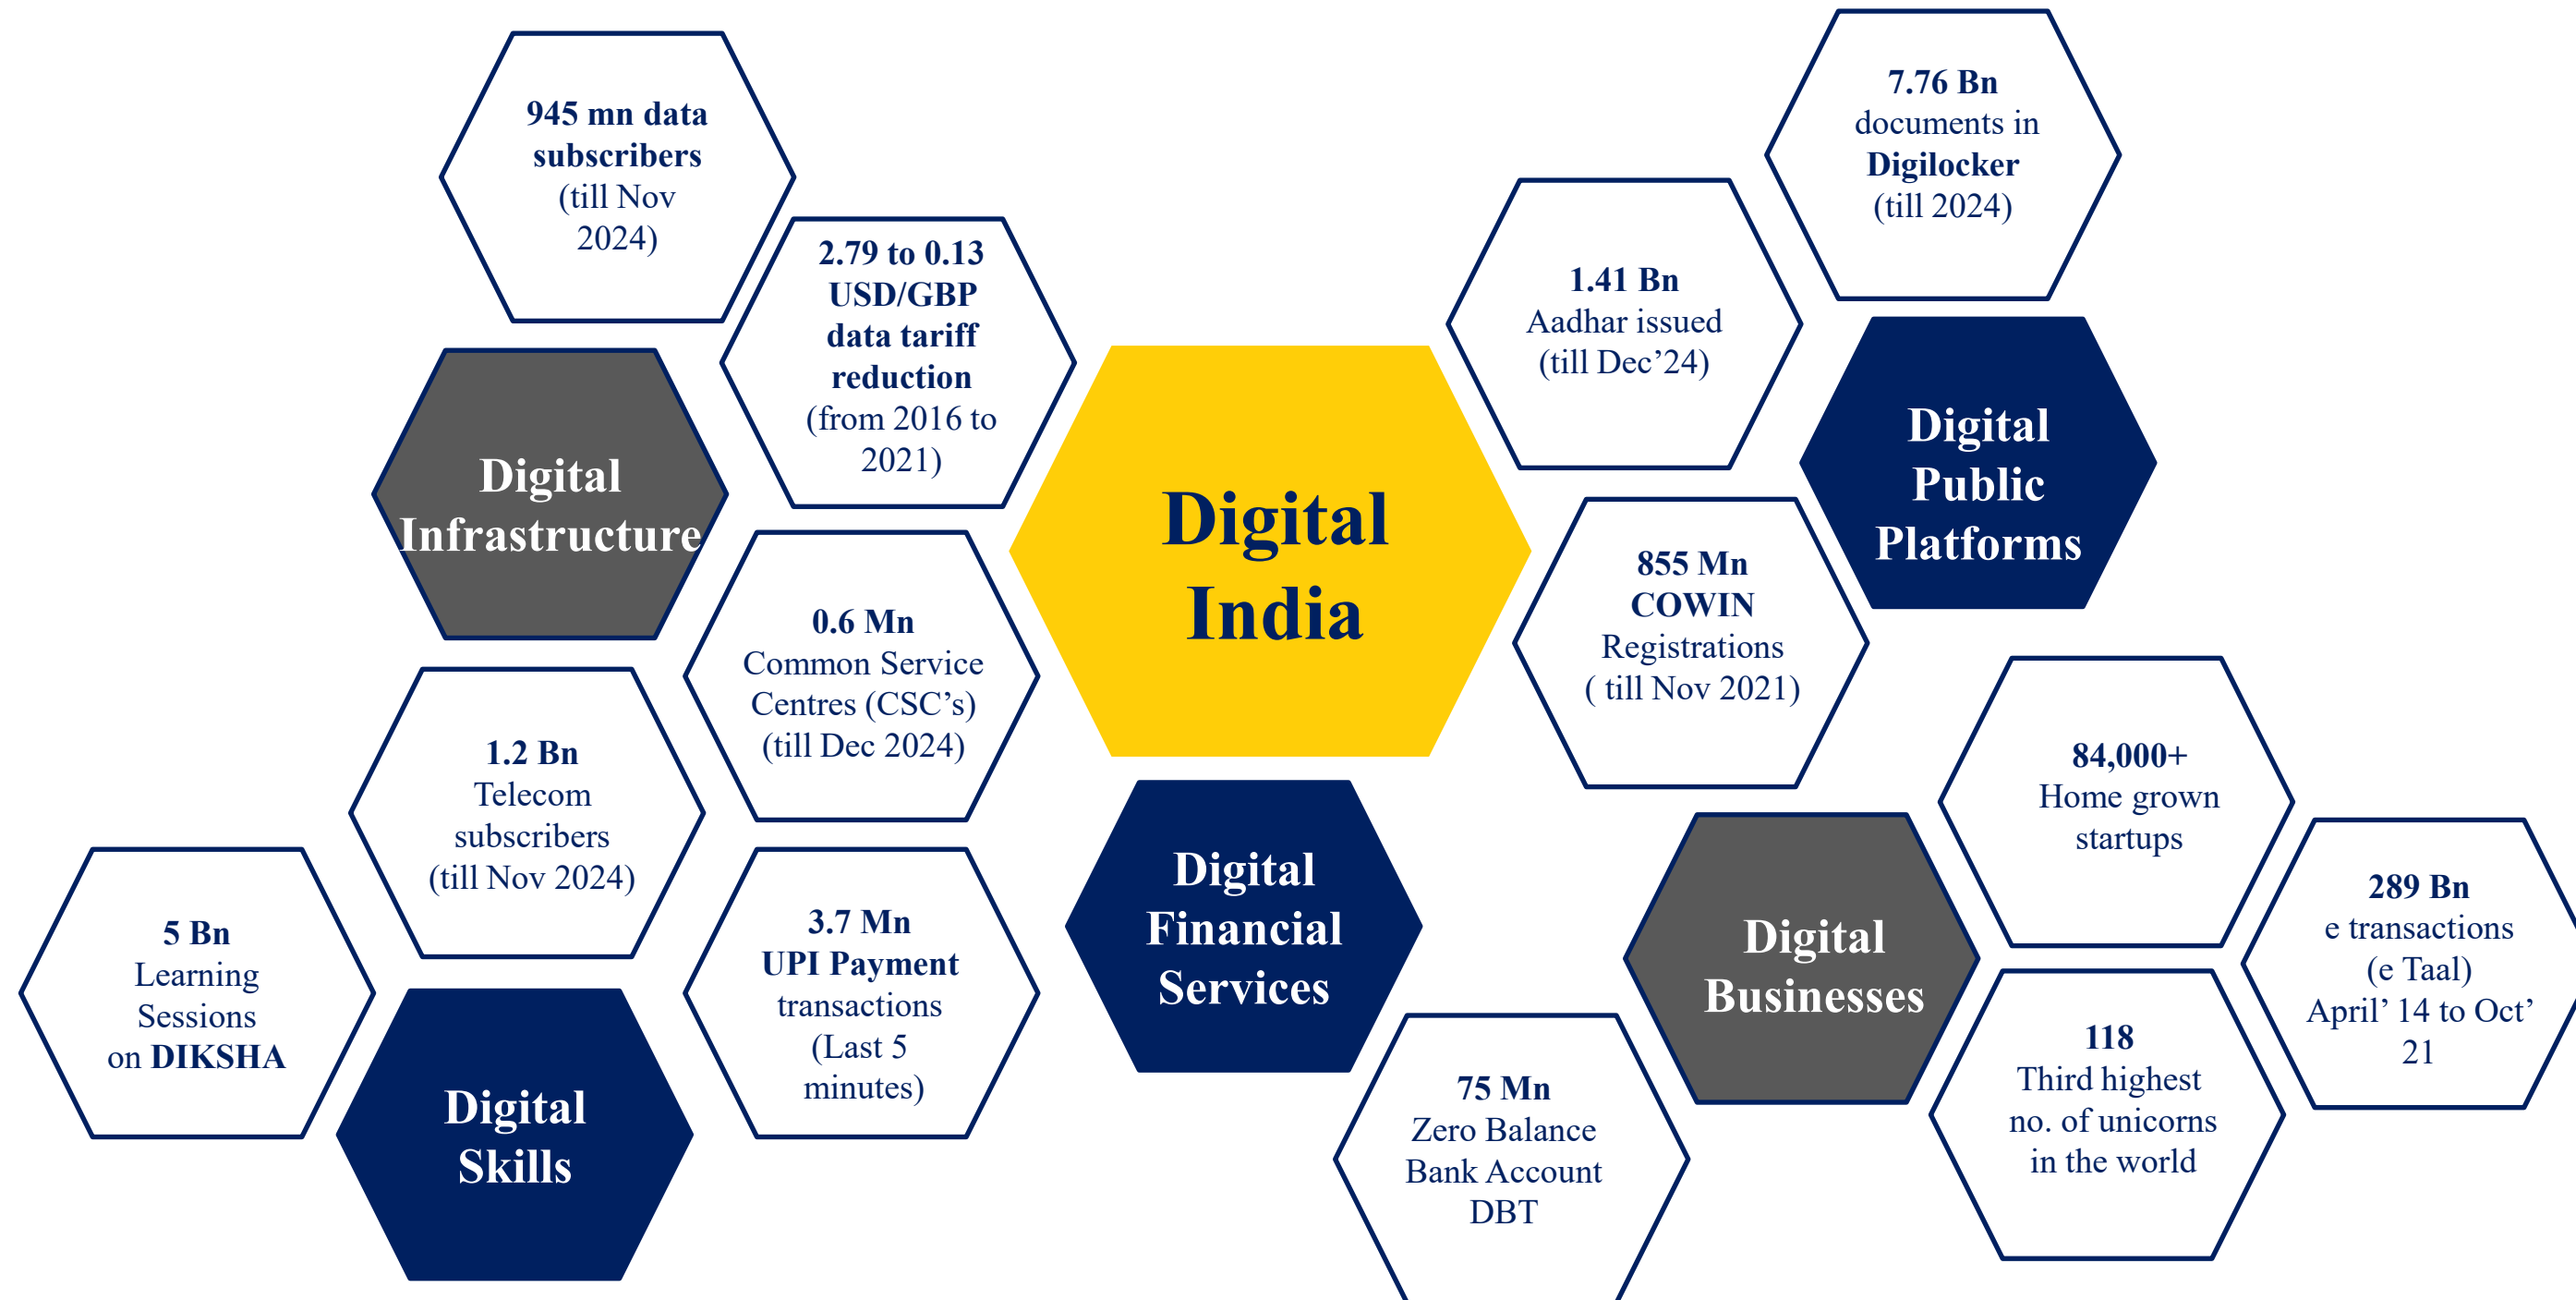 945 mn data
subscribers
(till Nov
2024)
2.79 to 0.13
USD/GBP
data tariff
reduction
(from 2016 to
2021)
Digital
Infrastructure
0.6 Mn
Common Service
Centres (CSC’s)
(till Dec 2024)
1.2 Bn
Telecom
subscribers
(till Nov 2024)
5 Bn
Learning
Sessions
on DIKSHA
Digital
Skills
3.7 Mn
UPI Payment
transactions
(Last 5
minutes)
Digital
India
Digital
Financial
Services
75 Mn
Zero Balance
Bank Account
DBT
7.76 Bn
documents in
Digilocker
(till 2024)
1.41 Bn
Aadhar issued
(till Dec’24)
Digital
Public
Platforms
855 Mn
COWIN
Registrations
( till Nov 2021)
84,000+
Home grown
startups
Digital
Businesses
289 Bn
e transactions
(e Taal)
April’ 14 to Oct’
21
118
Third highest
no. of unicorns
in the world